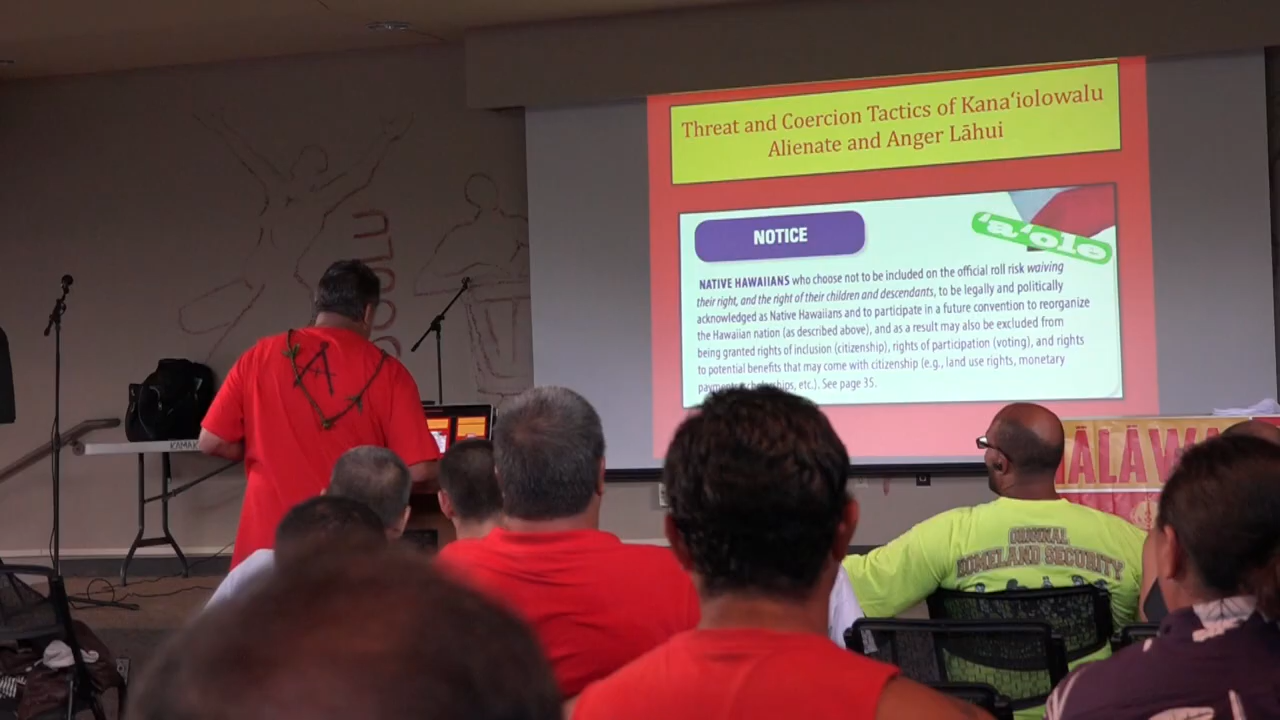 Threat and Coercion Tactics of Kanaʻiolowalu
Alienate and Anger Lāhui
NOTICE
'a'ole
NATIVE HAWAIIANS who choose not to be included on the official roll risk waiving
their right, and the right of their children and descendants, to be legally and politically
acknowledged as Native Hawaiians and to participate in a future convention to reorganize
the Hawaiian nation (as described above), and as a result may also be excluded from
being granted rights of inclusion (citizenship), rights of participation (voting), and rights
to potential benefits that may come with citizenship (e.g., land use rights, monetary
etc.). See page 35.
ORIGINAL
HOMELAND SECURITY